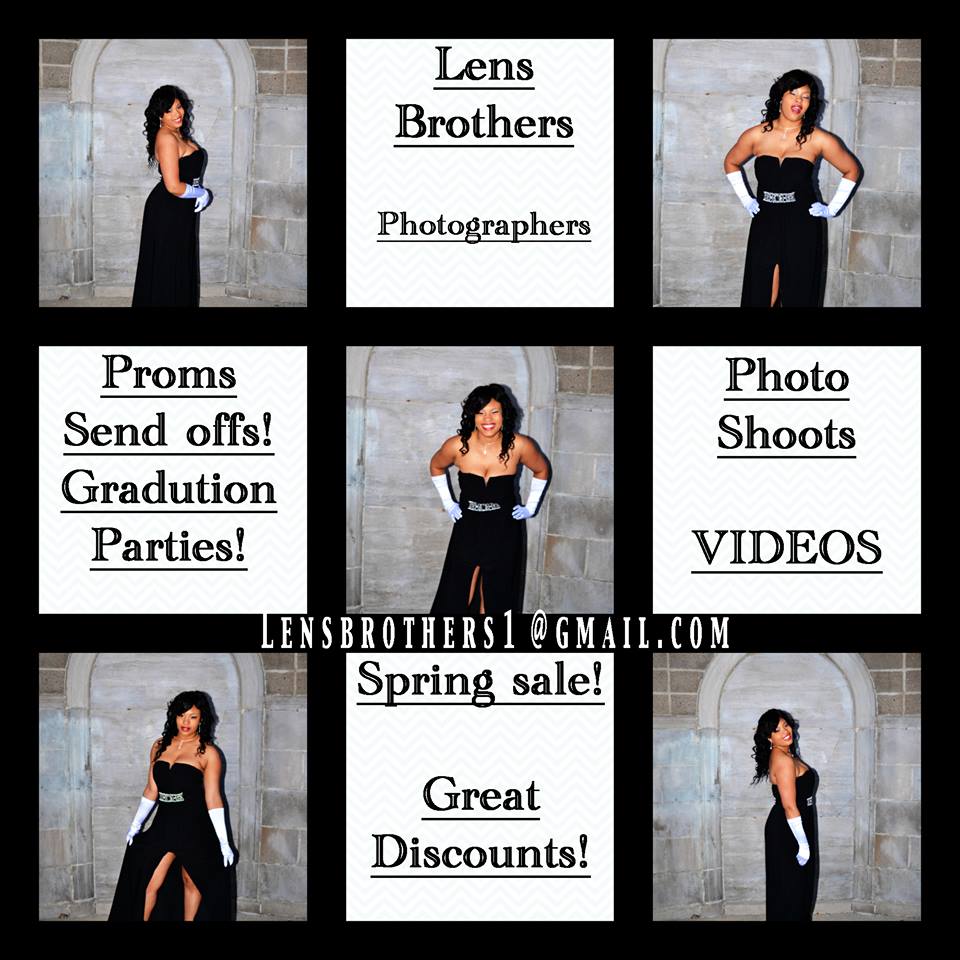 Lens
Brothers
Photographers
Proms
Send offs!
Gradution
Parties!
Photo
Shoots
VIDEOS
Lensbrothers1@gmail.com
Spring sale!
Great
Discounts!